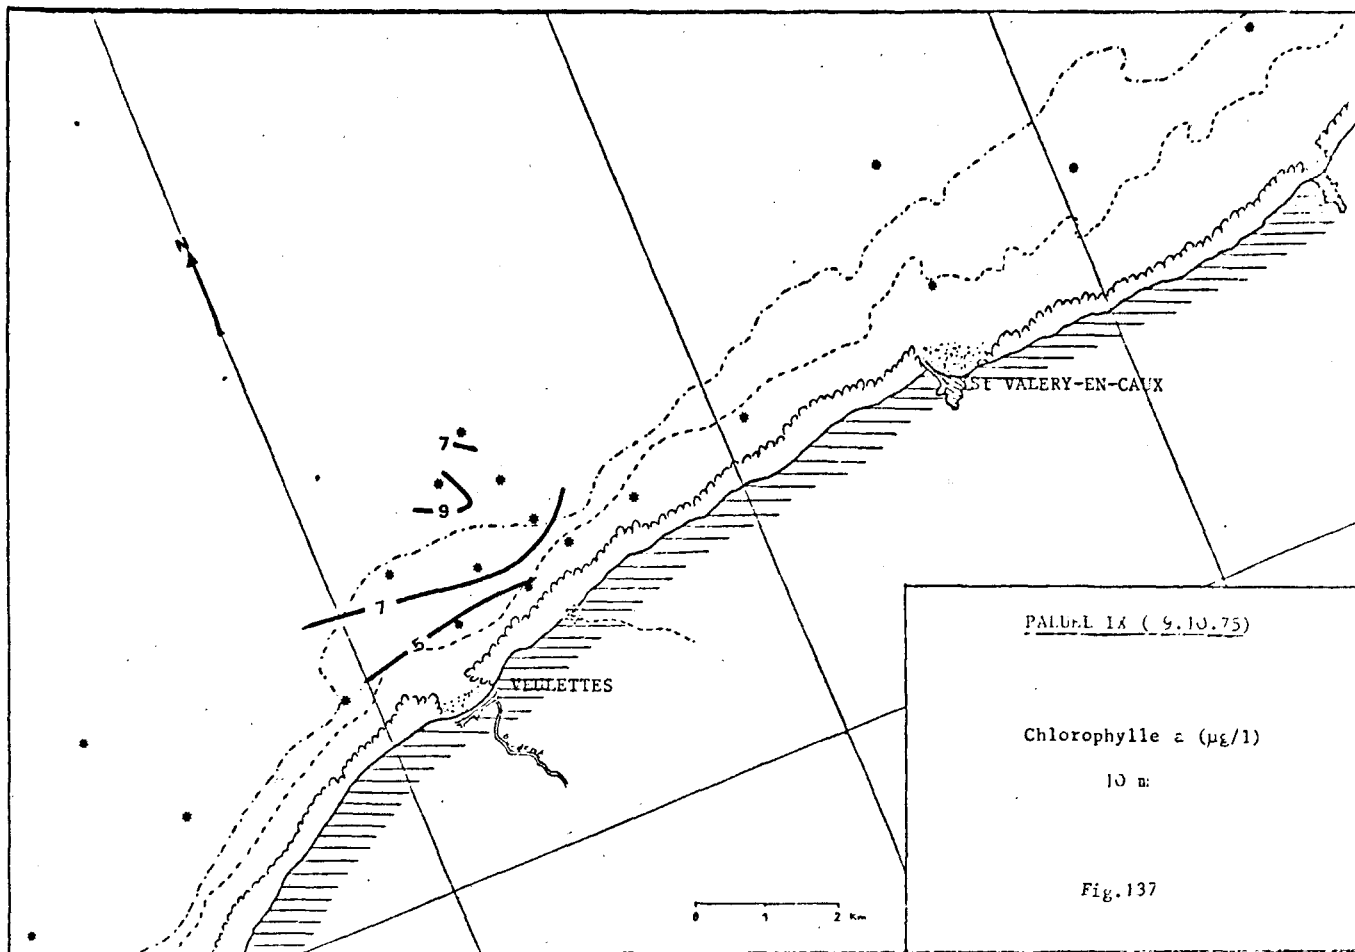 N
7
9
7
5
St VALERY-EN-CAUX
VEULETTES
0 1 2 Km
PALUEL IX ( 9.10.75)
Chlorophylle a (µg/l)
10 m
Fig.137